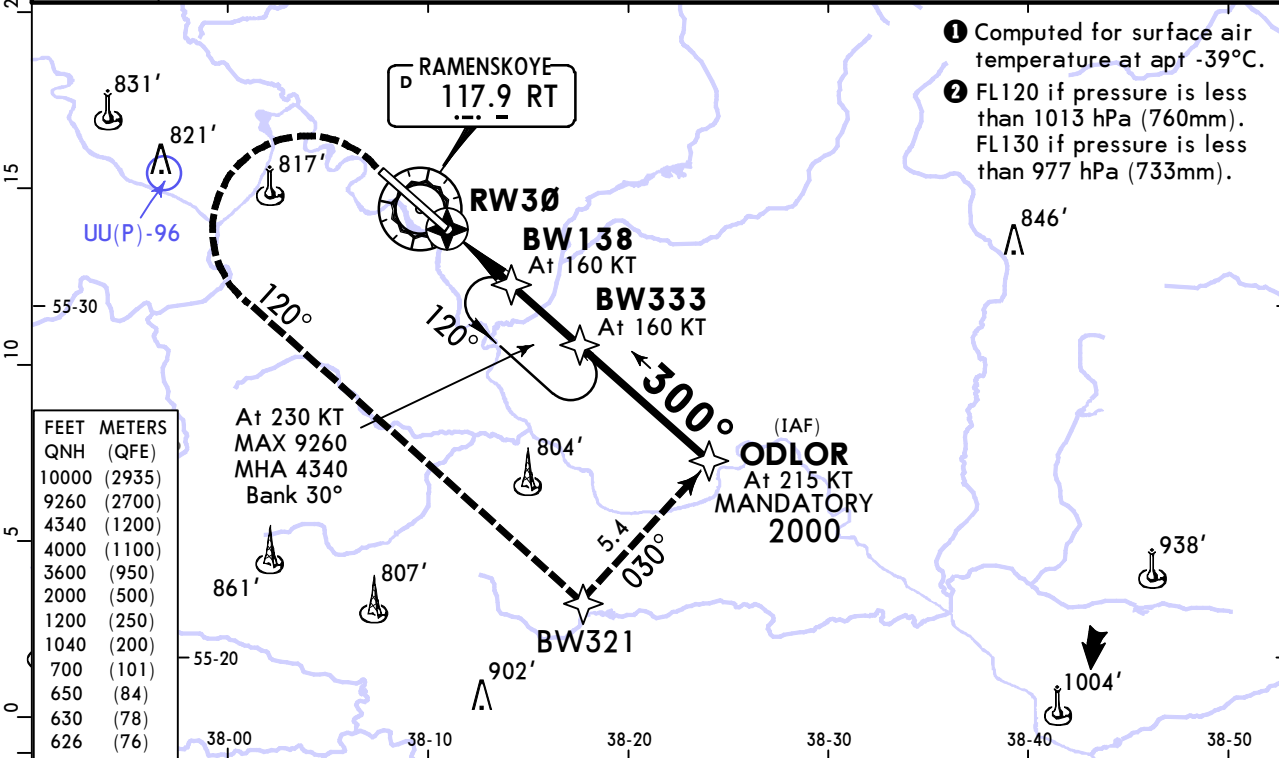 ❶ Computed for surface air
temperature at apt -39°C.
❷ FL120 if pressure is less
than 1013 hPa (760mm).
FL130 if pressure is less
than 977 hPa (733mm).
RAMENSKOYE
D 117.9 RT
831'
821'
817'
UU(P)-96
RW3Ø
BW138
At 160 KT
BW333
At 160 KT
846'
15
55-30
120°
120°
10
300°
At 230 KT
MAX 9260
MHA 4340
Bank 30°
804'
(IAF)
ODLOR
At 215 KT
MANDATORY
2000
FEET METERS
QNH (QFE)
10000 (2935)
9260 (2700)
4340 (1200)
4000 (1100)
3600 (950)
2000 (500)
1200 (250)
1040 (200)
700 (101)
650 (84)
630 (78)
626 (76)
5
5.4
030°
861'
807'
938'
BW321
55-20
902'
1004'
0
38-00
38-10
38-20
38-30
38-40
38-50